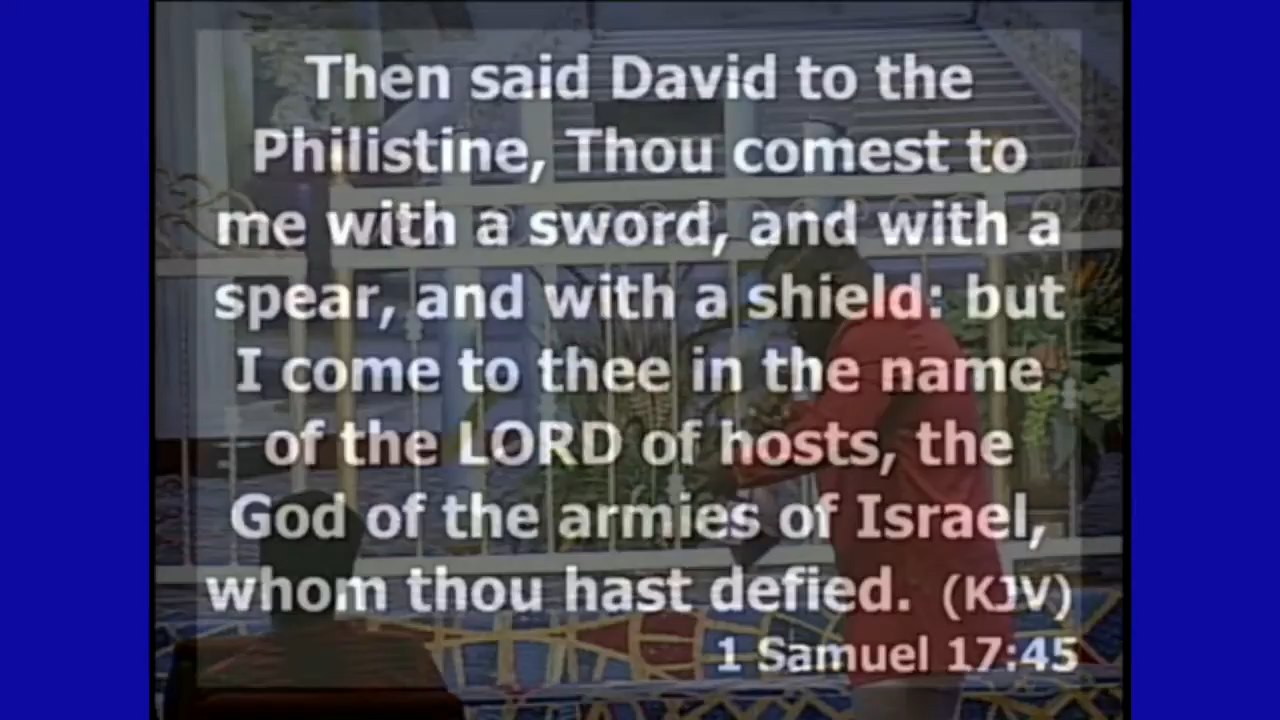 Then said David to the
Philistine, Thou comest to
me with a sword, and with a
spear, and with a shield: but
I come to thee in the name
of the LORD of hosts, the
God of the armies of Israel,
whom thou hast defied. (KJV)
1 Samuel 17:45